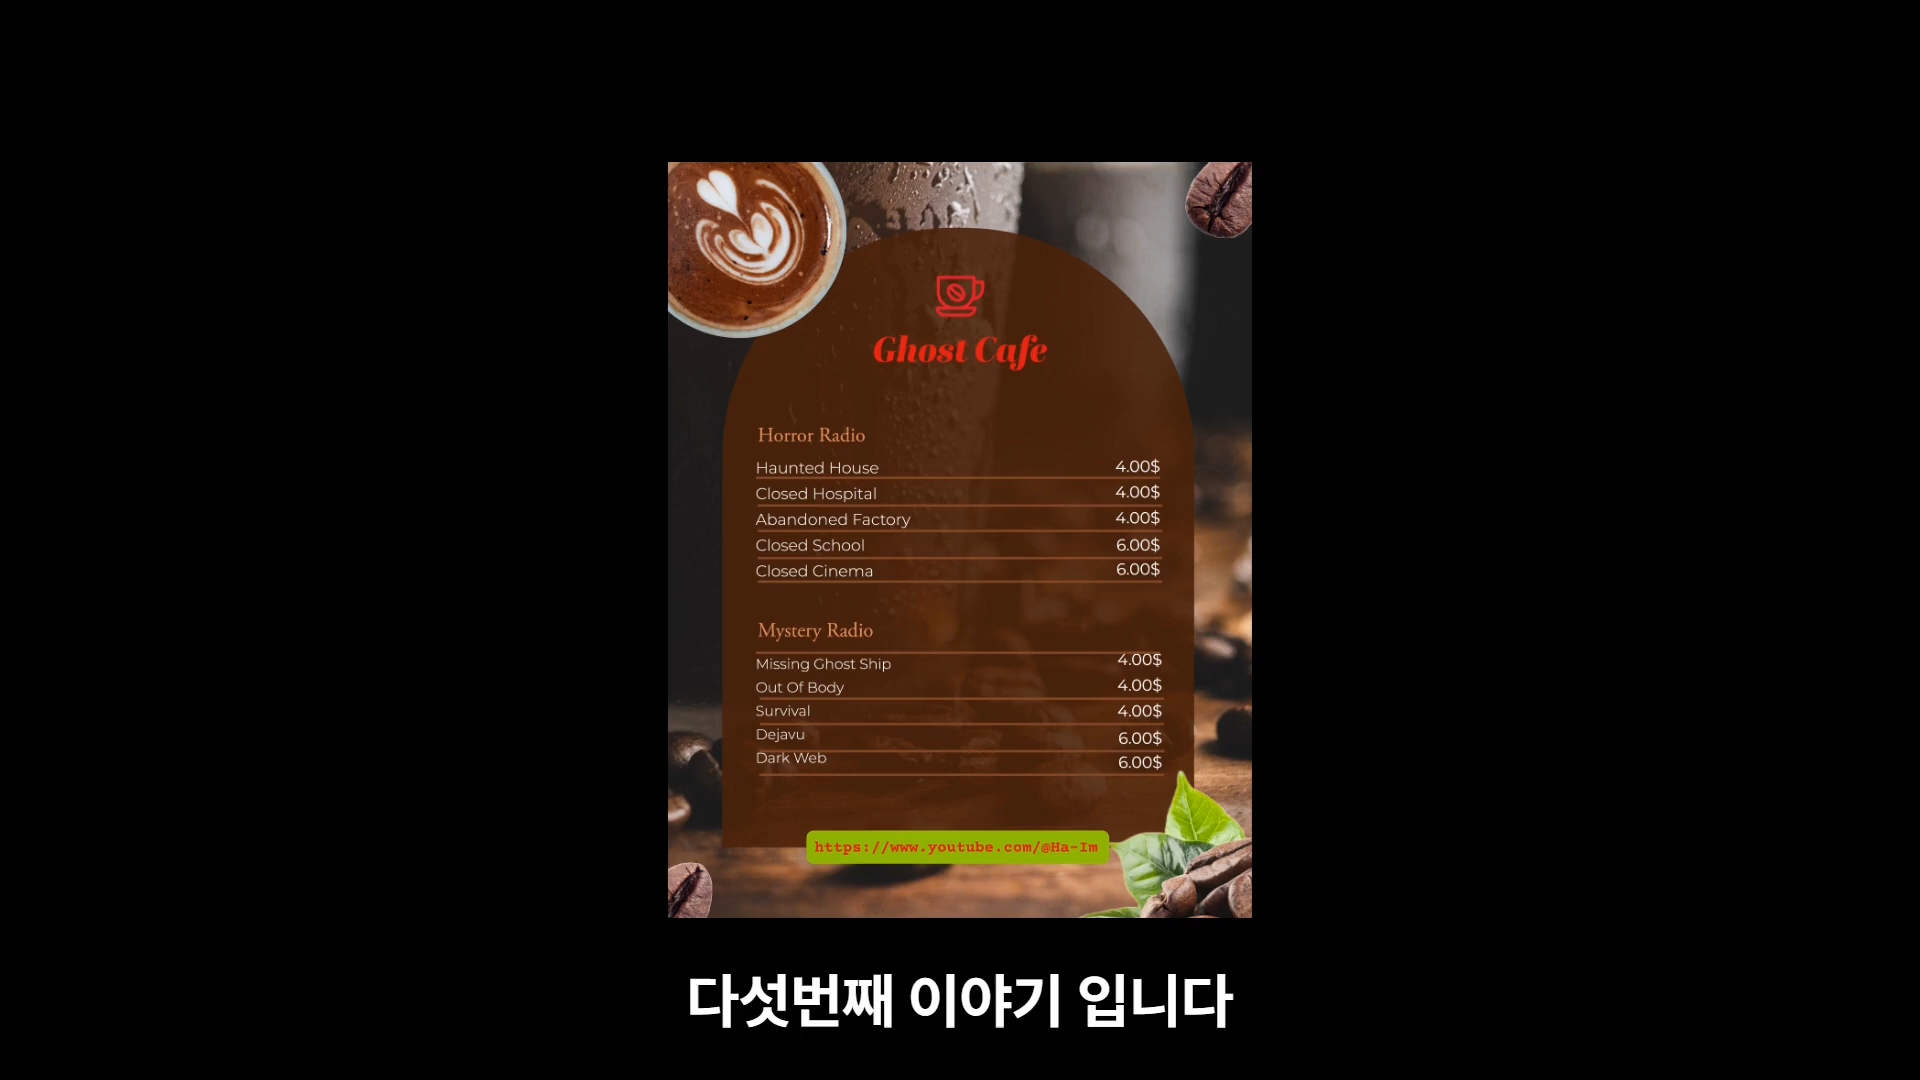 Ghost Cafe
Horror Radio
Haunted House 4.00$
Closed Hospital 4.00$
Abandoned Factory 4.00$
Closed School 6.00$
Closed Cinema 6.00$
Mystery Radio
Missing Ghost Ship 4.00$
Out Of Body 4.00$
Survival 4.00$
Dejavu 6.00$
Dark Web 6.00$
https://www.youtube.com/@Ha-Im
다섯번째 이야기 입니다